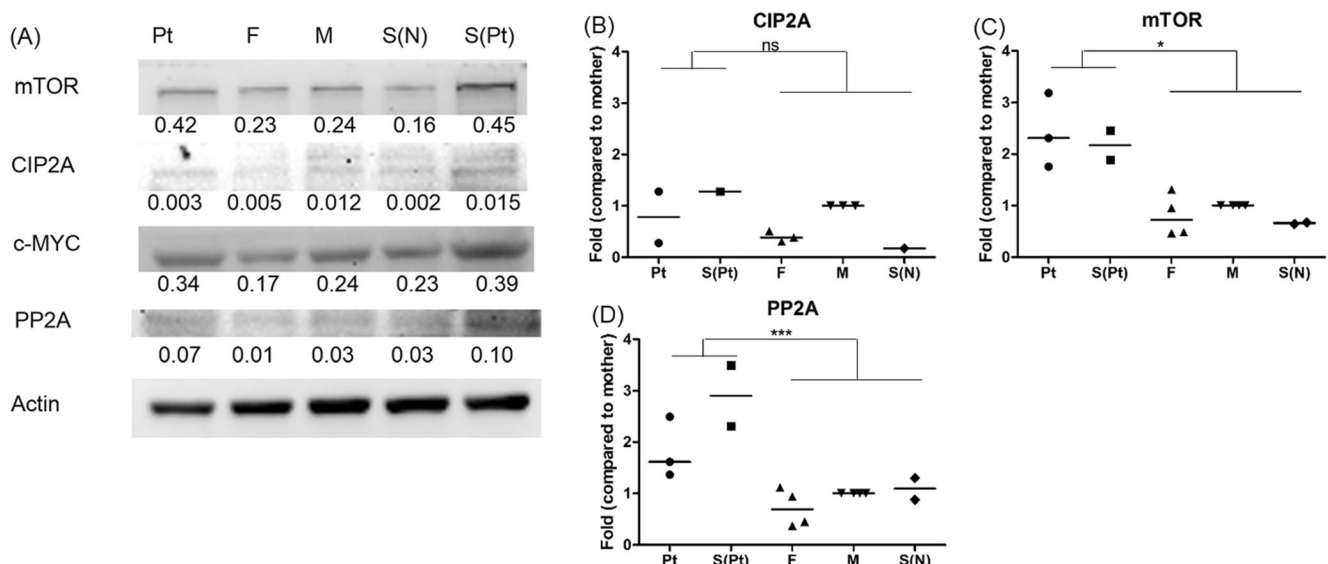 (A)
Pt F M S(N) S(Pt)
mTOR
0.42 0.23 0.24 0.16 0.45
CIP2A
0.003 0.005 0.012 0.002 0.015
c-MYC
0.34 0.17 0.24 0.23 0.39
PP2A
0.07 0.01 0.03 0.03 0.10
Actin
(B)
CIP2A
ns
Fold (compared to mother)
4
3
2
1
0
Pt S(Pt) F M S(N)
(C)
mTOR
*
Fold (compared to mother)
4
3
2
1
0
Pt S(Pt) F M S(N)
(D)
PP2A
***
Fold (compared to mother)
4
3
2
1
0
Pt S(Pt) F M S(N)